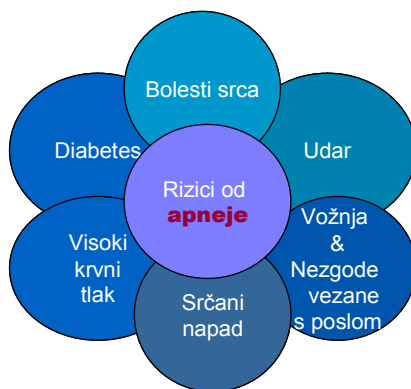 Bolesti srca
Diabetes
Udar
Rizici od
apneje
Visoki
krvni
tlak
Vožnja
&
Nezgode
vezane
s poslom
Srčani
napad